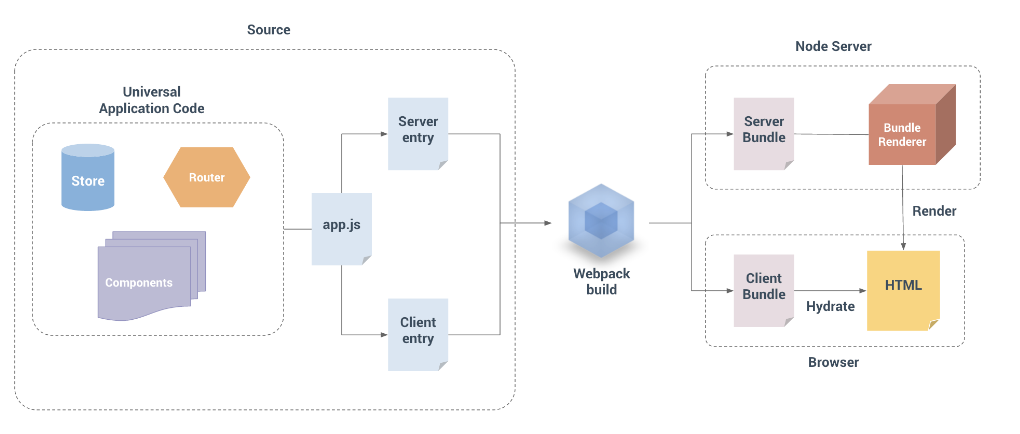 Source
Universal
Application Code
Store
Router
Components
app.js
Server
entry
Client
entry
Webpack
build
Node Server
Server
Bundle
Bundle
Renderer
Render
Client
Bundle
Hydrate
HTML
Browser